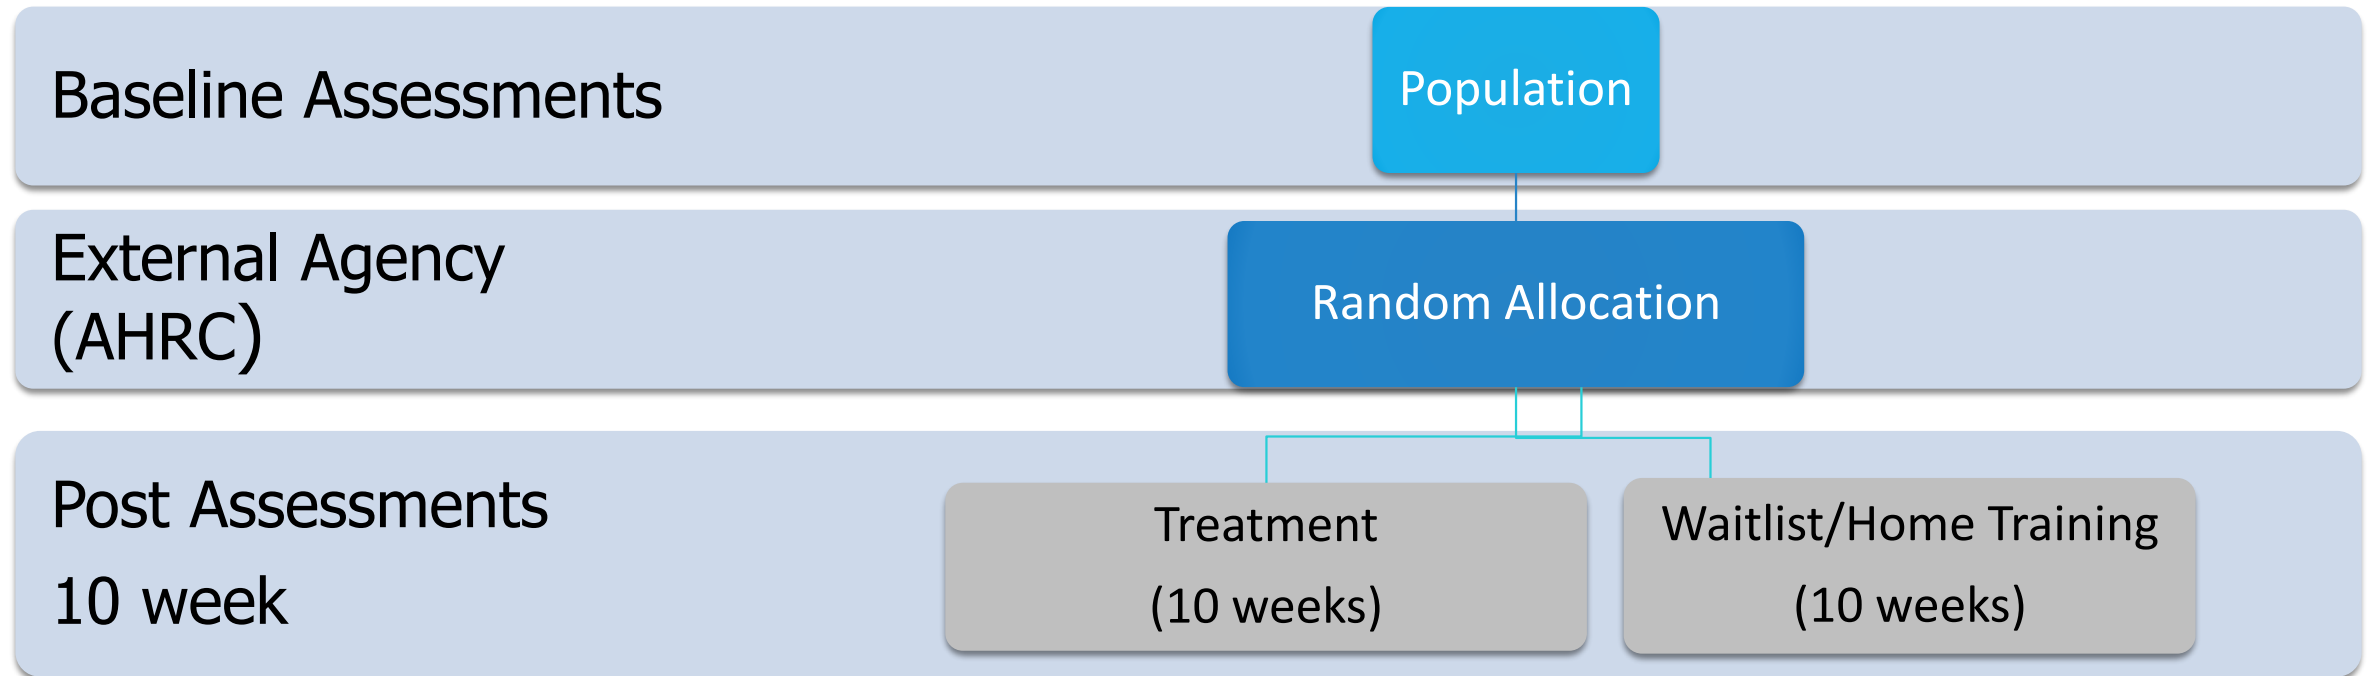 Baseline Assessments
Population
External Agency
(AHRC)
Random Allocation
Post Assessments
10 week
Treatment
(10 weeks)
Waitlist/Home Training
(10 weeks)